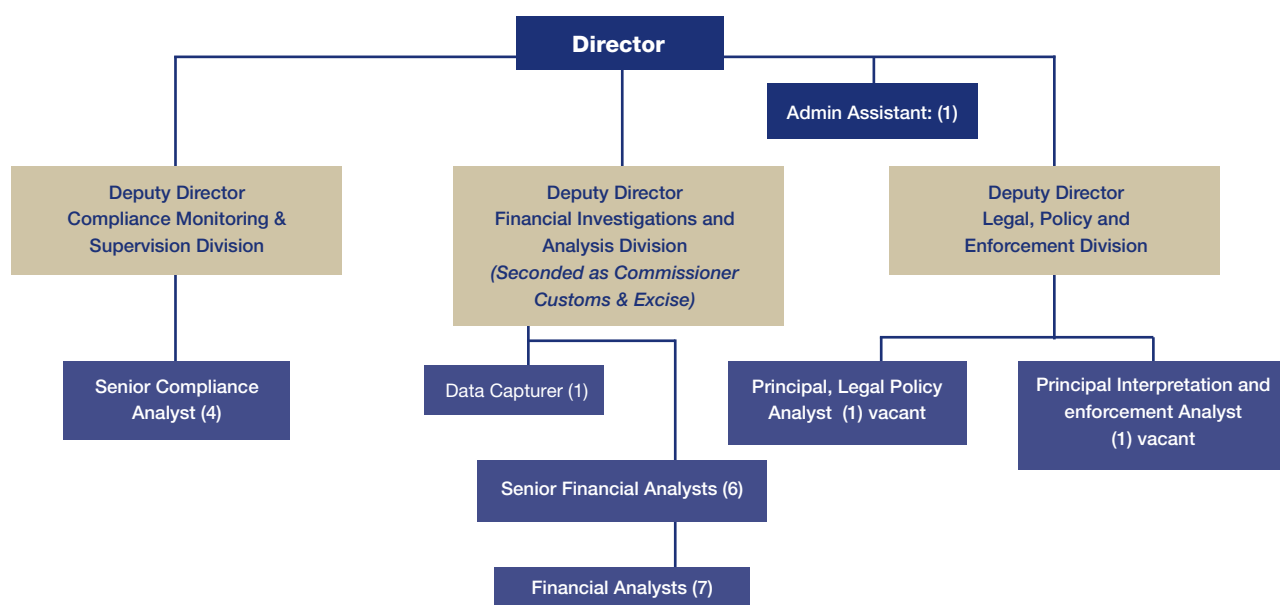 Director
Admin Assistant: (1)
Deputy Director
Compliance Monitoring &
Supervision Division
Deputy Director
Financial Investigations and
Analysis Division
(Seconded as Commissioner
Customs & Excise)
Deputy Director
Legal, Policy and
Enforcement Division
Senior Compliance
Analyst (4)
Data Capturer (1)
Principal, Legal Policy
Analyst (1) vacant
Principal Interpretation and
enforcement Analyst
(1) vacant
Senior Financial Analysts (6)
Financial Analysts (7)